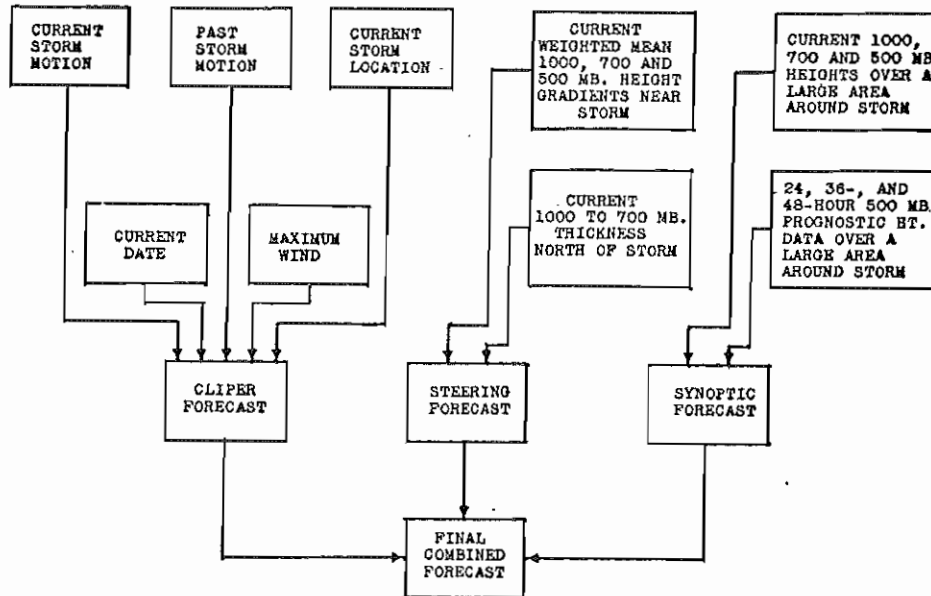 CURRENT
STORM
MOTION
PAST
STORM
MOTION
CURRENT
STORM
LOCATION
CURRENT
WEIGHTED MEAN
1000, 700 AND
500 MB. HEIGHT
GRADIENTS NEAR
STORM
CURRENT 1000,
700 AND 500 MB
HEIGHTS OVER A
LARGE AREA
AROUND STORM
CURRENT
DATE
MAXIMUM
WIND
CURRENT
1000 TO 700 MB.
THICKNESS
NORTH OF STORM
24, 36-, AND
48-HOUR 500 MB.
PROGNOSTIC HT.
DATA OVER A
LARGE AREA
AROUND STORM
CLIPER
FORECAST
STEERING
FORECAST
SYNOPTIC
FORECAST
FINAL
COMBINED
FORECAST